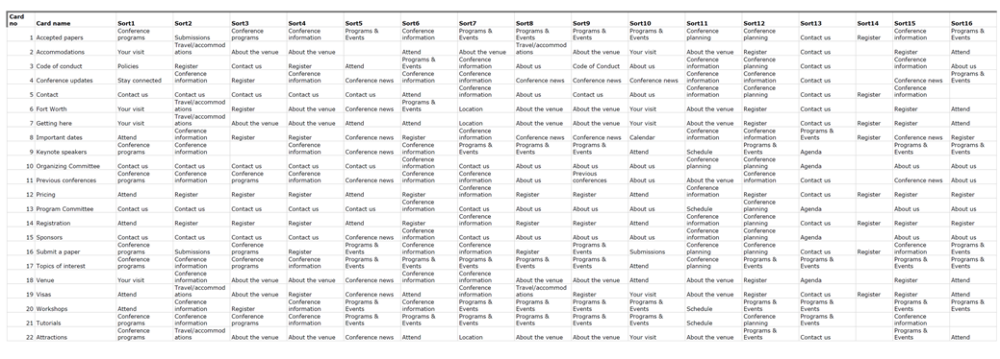 Card no Card name Sort1 Sort2 Sort3 Sort4 Sort5 Sort6 Sort7 Sort8 Sort9 Sort10 Sort11 Sort12 Sort13 Sort14 Sort15 Sort16
1 Accepted papers Conference programs Submissions Conference programs Conference information Programs & Events Conference information Programs & Events Programs & Events Programs & Events Programs & Events Conference planning Conference planning Contact us Register Conference information Programs & Events
2 Accommodations Your visit Travel/accommod ations About the venue About the venue Attend About the venue Travel/accommod ations About the venue Your visit About the venue Register Contact us Register Attend
3 Code of conduct Policies Register Contact us Register Attend Programs & Events Conference information About us Code of Conduct About us Conference information Conference planning Contact us Conference information About us
4 Conference updates Stay connected Conference information Register Conference information Conference news Conference information Conference information Conference news Conference news Conference news Conference information Conference planning Contact us Conference news Programs & Events
5 Contact Contact us Contact us Contact us Contact us Contact us Attend Conference information About us Contact us About us Conference information Conference planning Contact us Register Conference information
6 Fort Worth Your visit Travel/accommod ations Register About the venue Conference news Programs & Events Location About the venue About the venue Your visit About the venue Register Contact us Register Attend
7 Getting here Your visit Travel/accommod ations About the venue About the venue Attend Attend Location About the venue About the venue Your visit About the venue Register Contact us Register Register Attend
8 Important dates Attend Conference information Register Conference information Conference news Register Conference information Conference news Conference news Calendar Conference information Conference planning Programs & Events Register Conference news Register
9 Keynote speakers Conference programs Conference information Conference information Conference news Conference information Programs & Events Programs & Events Programs & Events Attend Schedule Programs & Events Agenda Programs & Events Programs & Events
10 Organizing Committee Contact us Contact us Contact us Contact us Contact us Conference information Contact us About us About us About us Conference planning Conference planning Agenda About us About us
11 Previous conferences Conference programs Conference information Conference programs Conference information Conference news Conference information Conference information About us Previous conferences About us About the venue Conference information Contact us Conference news About us
12 Pricing Attend Register Register Register Attend Register Conference information Register Register Attend Conference information Conference planning Contact us Register Register Register
13 Program Committee Contact us Contact us Contact us Contact us Contact us Conference information Contact us About us About us About us Schedule Conference planning Agenda About us About us
14 Registration Attend Register Register Register Attend Register Conference information Register Register Attend Conference information Conference planning Contact us Register Register Register
15 Sponsors Contact us Contact us Contact us Contact us Conference news Conference information Contact us About us About us About us Conference information Conference planning Agenda About us About us
16 Submit a paper Conference programs Submissions Conference programs Register Programs & Events Conference information Conference information Register Programs & Events Submissions Conference planning Conference planning Contact us Register Conference information Programs & Events
17 Topics of interest Conference programs Conference information Conference programs Conference information Programs & Events Conference information Programs & Events Programs & Events Programs & Events Attend Conference planning Programs & Events Programs & Events Conference information Programs & Events
18 Venue Your visit Conference information About the venue About the venue Conference news Attend Conference information About the venue About the venue Your visit About the venue Register Agenda Register Attend
19 Visas Attend Travel/accommod ations About the venue Register Conference news Attend Conference information Travel/accommod ations Register Your visit About the venue Register Contact us Register Register Attend
20 Workshops Attend Conference information Register Conference information Programs & Events Conference information Programs & Events Programs & Events Programs & Events Programs & Events Schedule Programs & Events Programs & Events Programs & Events Programs & Events
21 Tutorials Conference programs Conference information Conference programs Conference information Programs & Events Conference information Programs & Events Programs & Events Programs & Events Programs & Events Schedule Programs & Events Programs & Events Conference information
22 Attractions Conference programs Travel/accommod ations About the venue About the venue Conference news Attend Location About the venue About the venue Your visit About the venue Programs & Events Contact us Programs & Events Attend